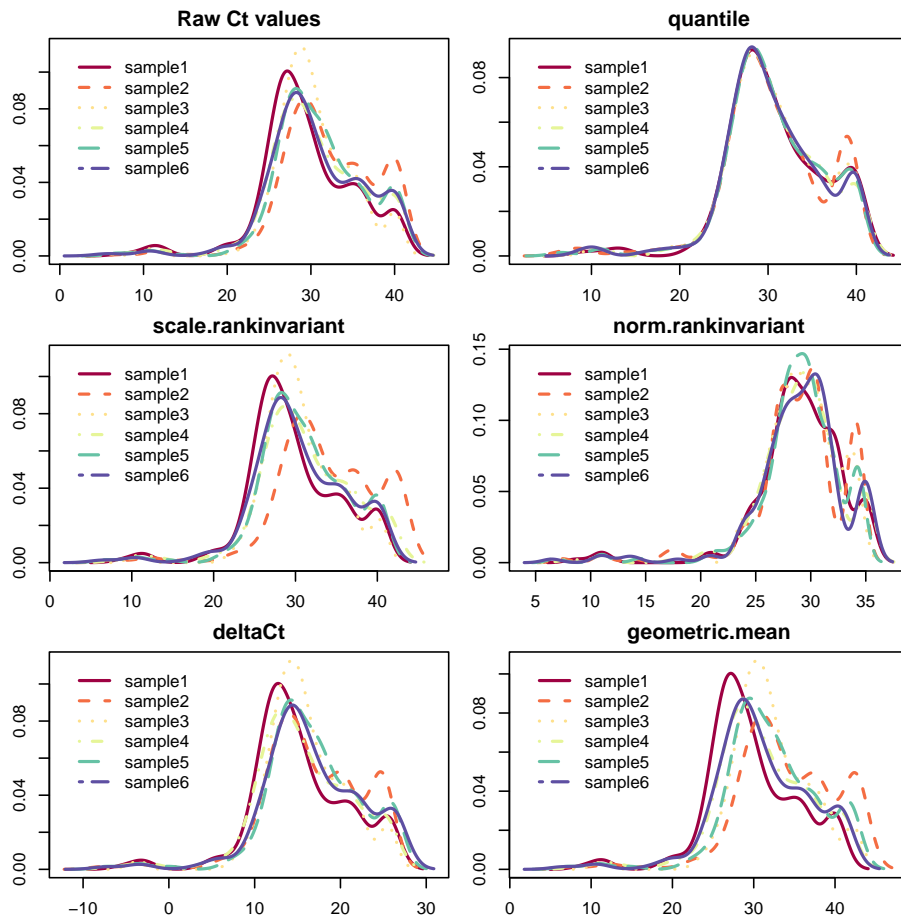 Raw Ct values
sample1
sample2
sample3
sample4
sample5
sample6
0.00
0.04
0.08
0
10
20
30
40
quantile
sample1
sample2
sample3
sample4
sample5
sample6
0.00
0.04
0.08
10
20
30
40
scale.rankinvariant
sample1
sample2
sample3
sample4
sample5
sample6
0.00
0.04
0.08
0
10
20
30
40
norm.rankinvariant
sample1
sample2
sample3
sample4
sample5
sample6
0.00
0.05
0.10
0.15
5
10
15
20
25
30
35
deltaCt
sample1
sample2
sample3
sample4
sample5
sample6
0.00
0.04
0.08
−10
0
10
20
30
geometric.mean
sample1
sample2
sample3
sample4
sample5
sample6
0.00
0.04
0.08
0
10
20
30
40